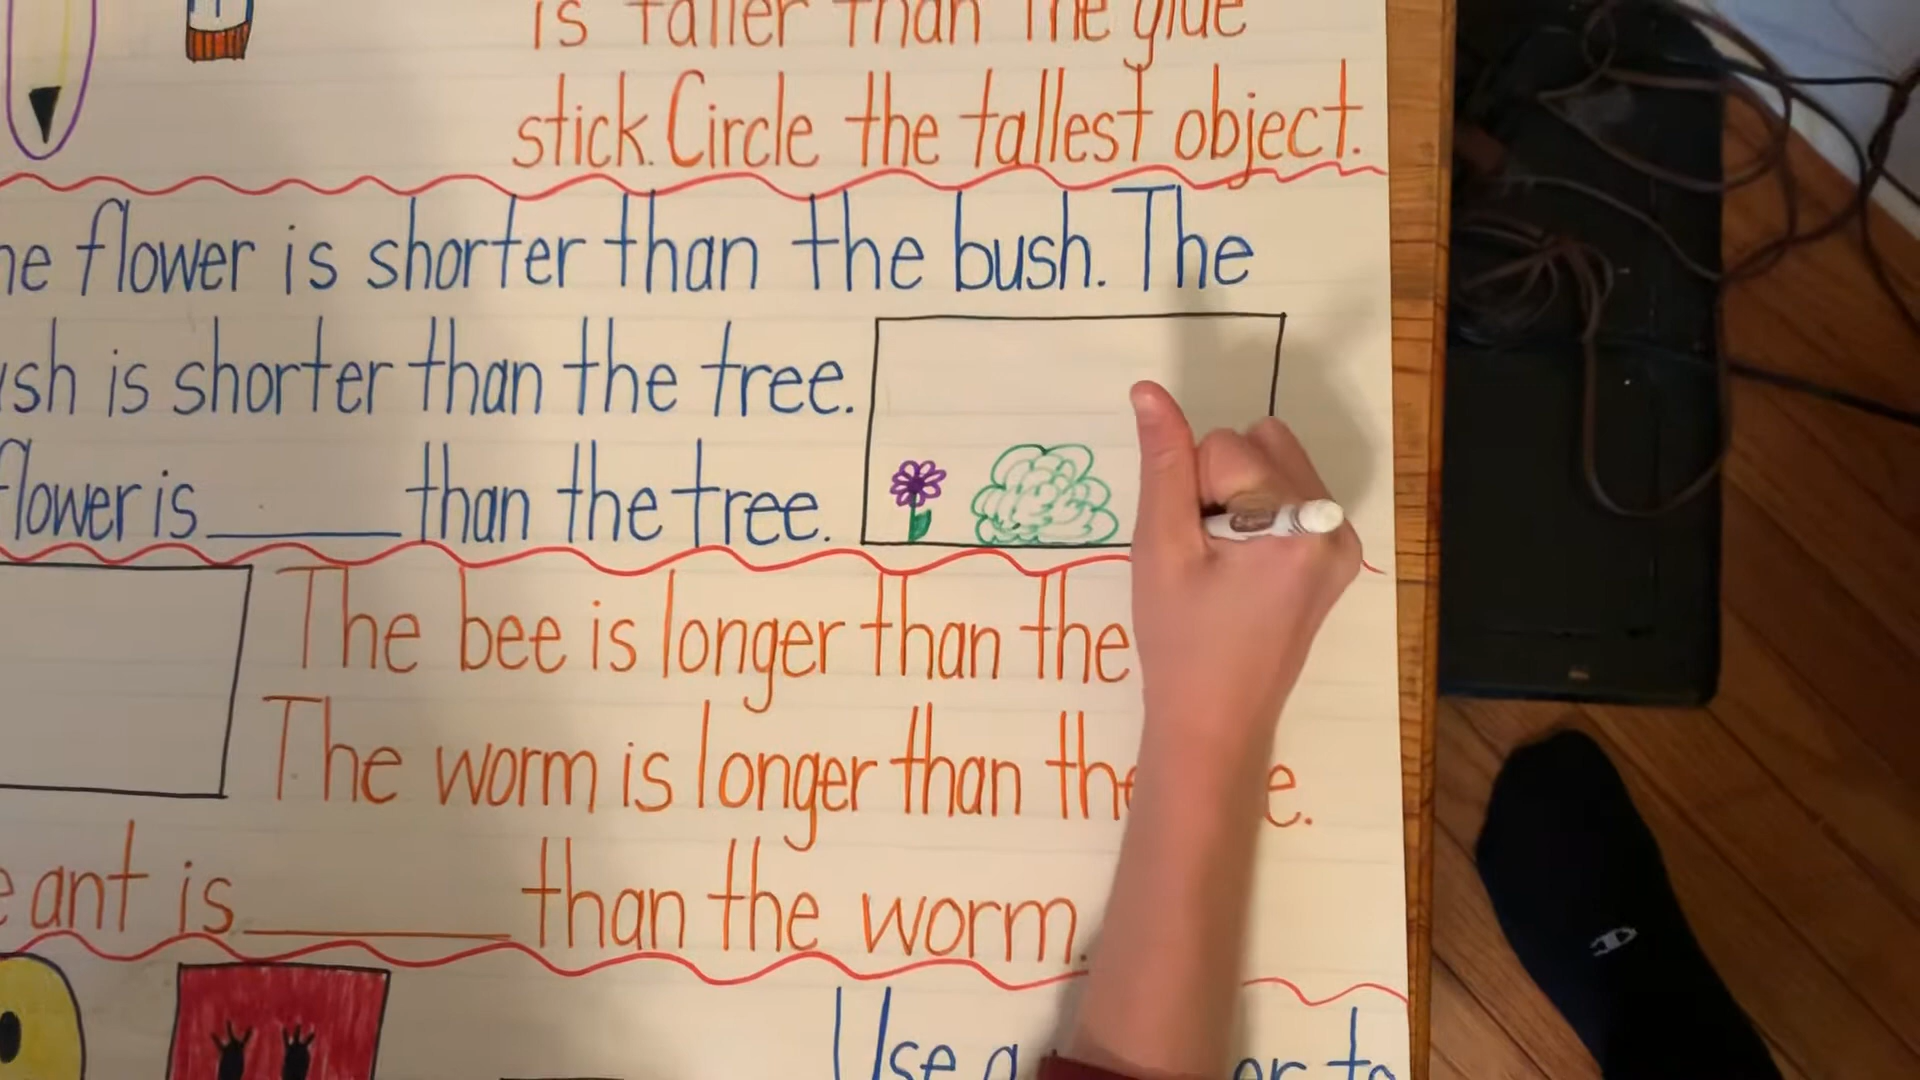 is taller than the glue
stick. Circle the tallest object.
flower is shorter than the bush. The
is shorter than the tree.
flower is ______ than the tree.
The bee is longer than the
The worm is longer than the
ant is ______ than the worm.
Use a
to